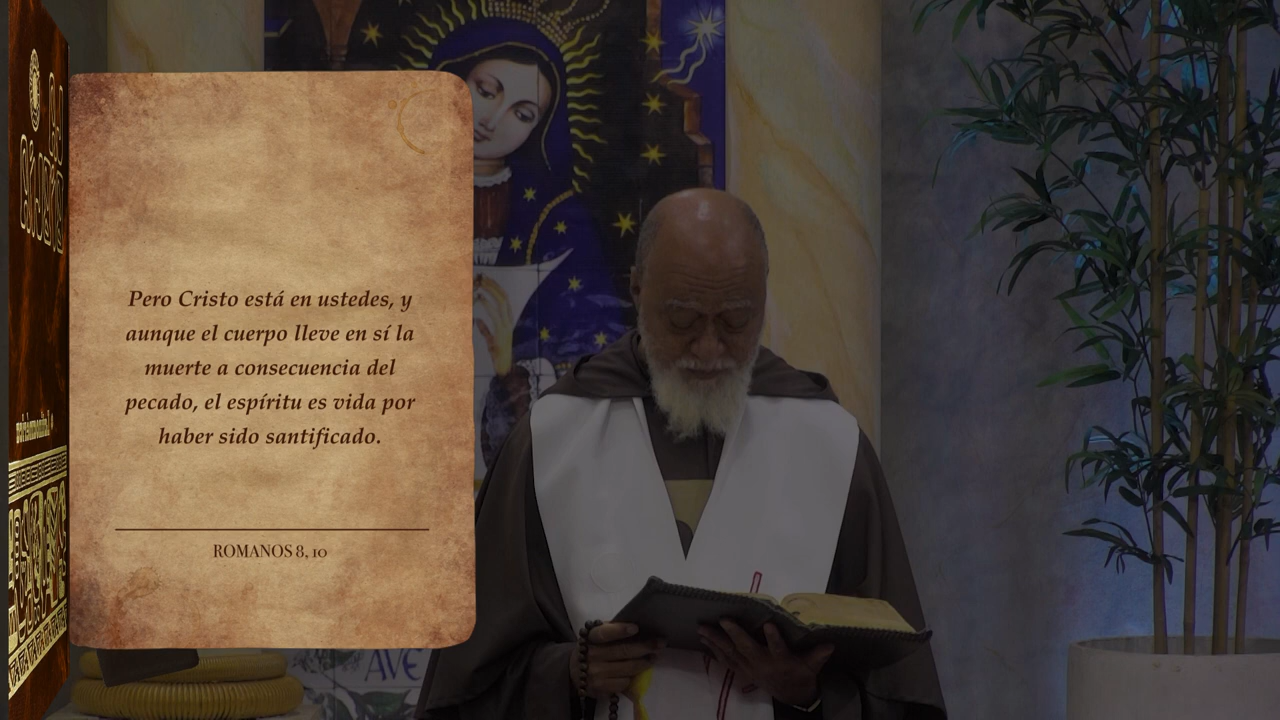 Pero Cristo está en ustedes, y
aunque el cuerpo lleve en sí la
muerte a consecuencia del
pecado, el espíritu es vida por
haber sido santificado.
ROMANOS 8, 10
AVE